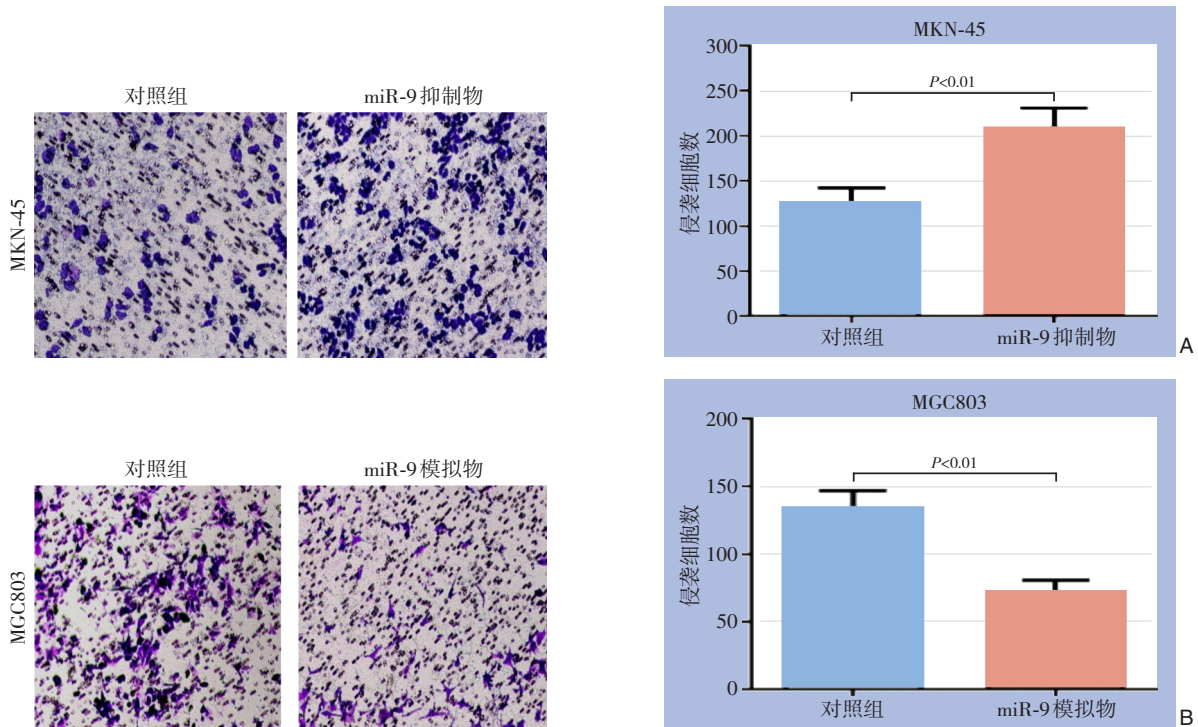 对照组
miR-9抑制物
MKN-45
MKN-45
300
250
200
150
100
50
0
侵袭细胞数
P<0.01
对照组
miR-9抑制物
A
对照组
miR-9模拟物
MGC803
MGC803
200
150
100
50
0
侵袭细胞数
P<0.01
对照组
miR-9模拟物
B